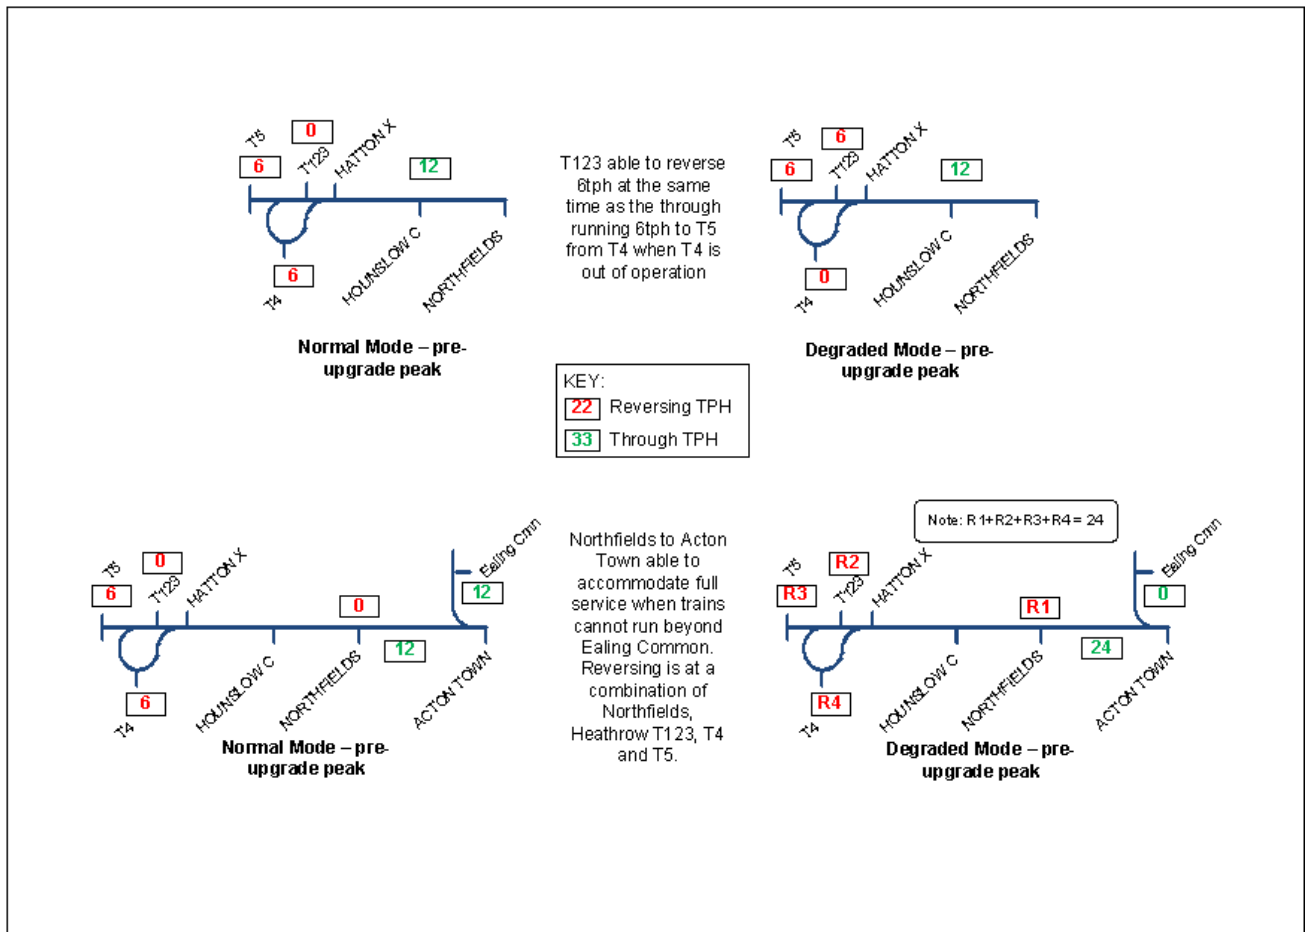 T5
0
T123
HATTON X
6
12
6
T4
HOUNSLOW C
NORTHFIELDS
Normal Mode – pre-
upgrade peak
T123 able to reverse
6tph at the same
time as the through
running 6tph to T5
from T4 when T4 is
out of operation
T5
6
T123
HATTON X
6
12
0
T4
HOUNSLOW C
NORTHFIELDS
Degraded Mode – pre-
upgrade peak
KEY:
22 Reversing TPH
33 Through TPH
T5
0
T123
HATTON X
6
0
12
Ealing Cmn
12
6
T4
HOUNSLOW C
NORTHFIELDS
ACTON TOWN
Normal Mode – pre-
upgrade peak
Northfields to Acton
Town able to
accommodate full
service when trains
cannot run beyond
Ealing Common.
Reversing is at a
combination of
Northfields,
Heathrow T123, T4
and T5.
Note: R1+R2+R3+R4 = 24
T5
R2
T123
HATTON X
R3
R1
24
Ealing Cmn
0
R4
T4
HOUNSLOW C
NORTHFIELDS
ACTON TOWN
Degraded Mode – pre-
upgrade peak